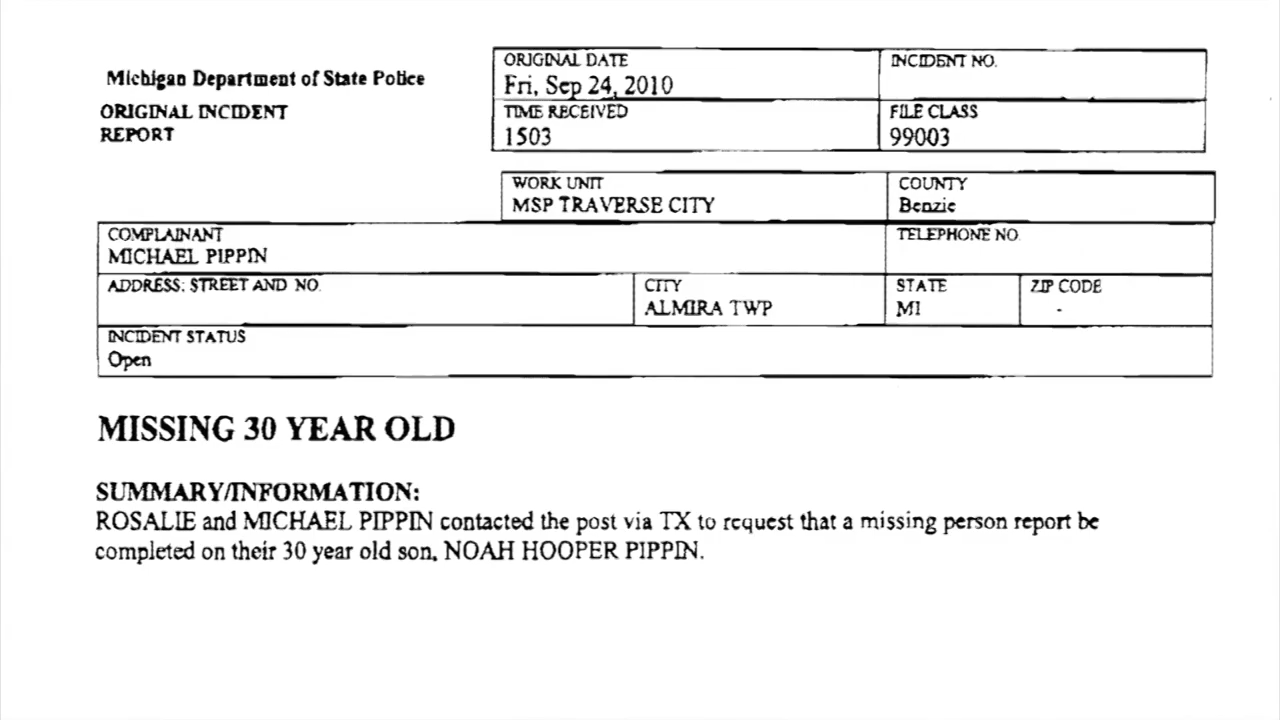 Michigan Department of State Police
ORIGINAL INCIDENT
REPORT
ORIGINAL DATE
Fri, Sep 24, 2010
INCIDENT NO.
TIME RECEIVED
1503
FILE CLASS
99003
WORK UNIT
MSP TRAVERSE CITY
COUNTY
Benzie
COMPLAINANT
MICHAEL PIPPIN
TELEPHONE NO.
ADDRESS: STREET AND NO.
CITY
ALMIRA TWP
STATE
MI
ZIP CODE
-
INCIDENT STATUS
Open
MISSING 30 YEAR OLD
SUMMARY/INFORMATION:
ROSALIE and MICHAEL PIPPIN contacted the post via TX to request that a missing person report be
completed on their 30 year old son, NOAH HOOPER PIPPIN.